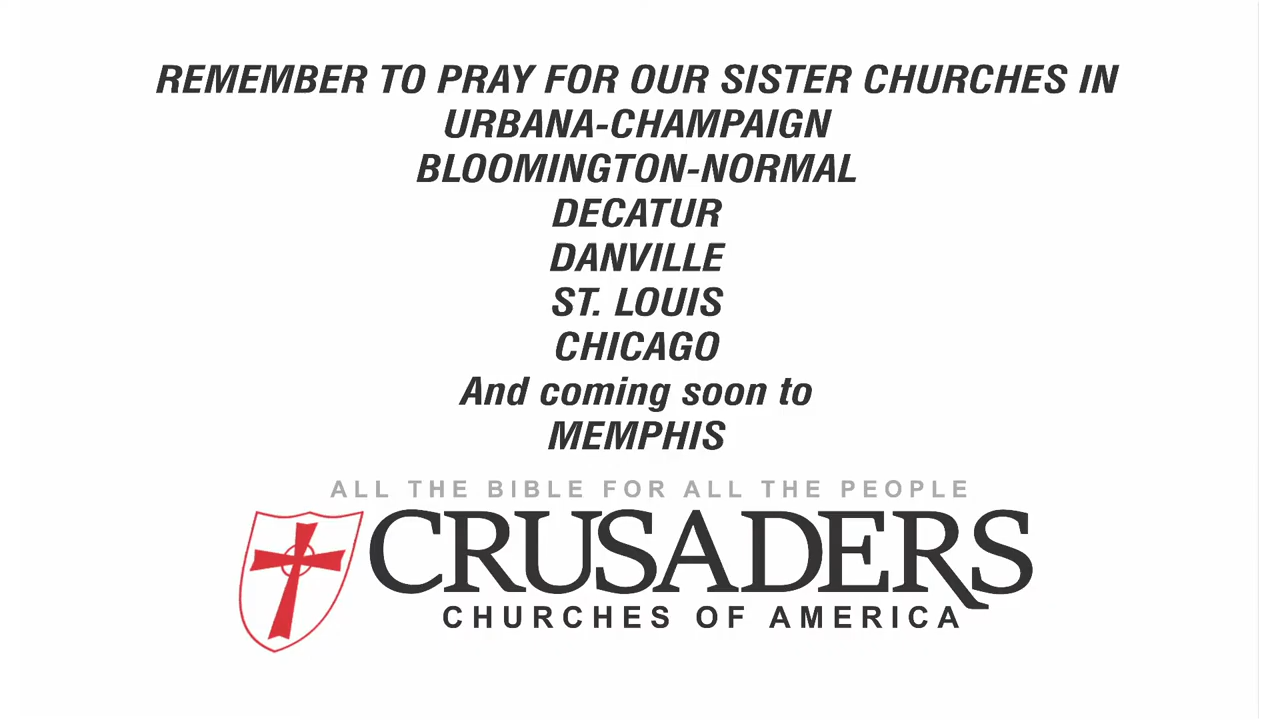 REMEMBER TO PRAY FOR OUR SISTER CHURCHES IN
URBANA-CHAMPAIGN
BLOOMINGTON-NORMAL
DECATUR
DANVILLE
ST. LOUIS
CHICAGO
And coming soon to
MEMPHIS
ALL THE BIBLE FOR ALL THE PEOPLE
CRUSADERS
CHURCHES OF AMERICA